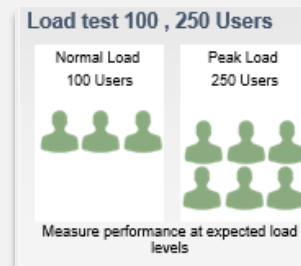 Load test 100 , 250 Users
Normal Load
100 Users
Peak Load
250 Users
Measure performance at expected load
levels